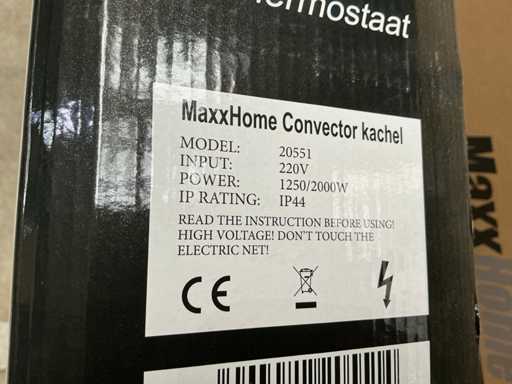 ermostaat
MaxxHome Convector kachel
MODEL: 20551
INPUT: 220V
POWER: 1250/2000W
IP RATING: IP44
READ THE INSTRUCTION BEFORE USING!
HIGH VOLTAGE! DON'T TOUCH THE
ELECTRIC NET!
CE
Maxx
Home